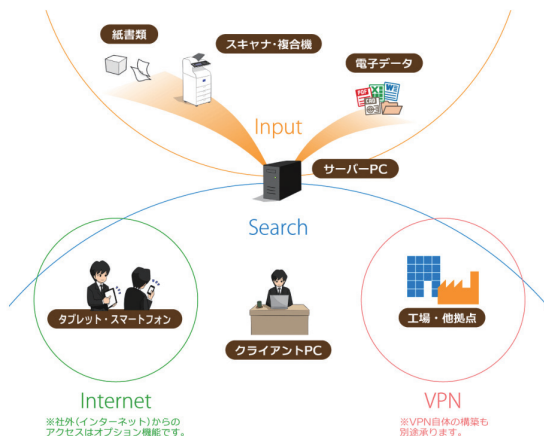 紙書類
スキャナ・複合機
電子データ
PDF
X
W
CAD
Input
サーバーPC
Search
タブレット・スマートフォン
クライアントPC
工場・他拠点
Internet
※社外(インターネット)からの
アクセスはオプション機能です。
VPN
※VPN自体の構築も
別途承ります。